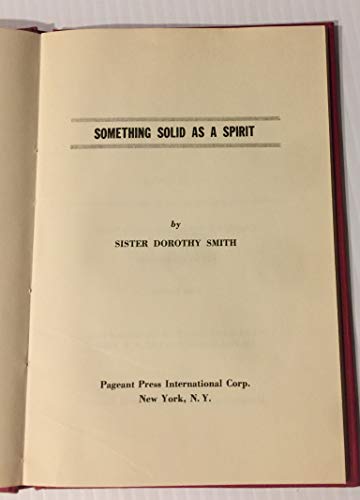 SOMETHING SOLID AS A SPIRIT
by
SISTER DOROTHY SMITH
Pageant Press International Corp.
New York, N. Y.